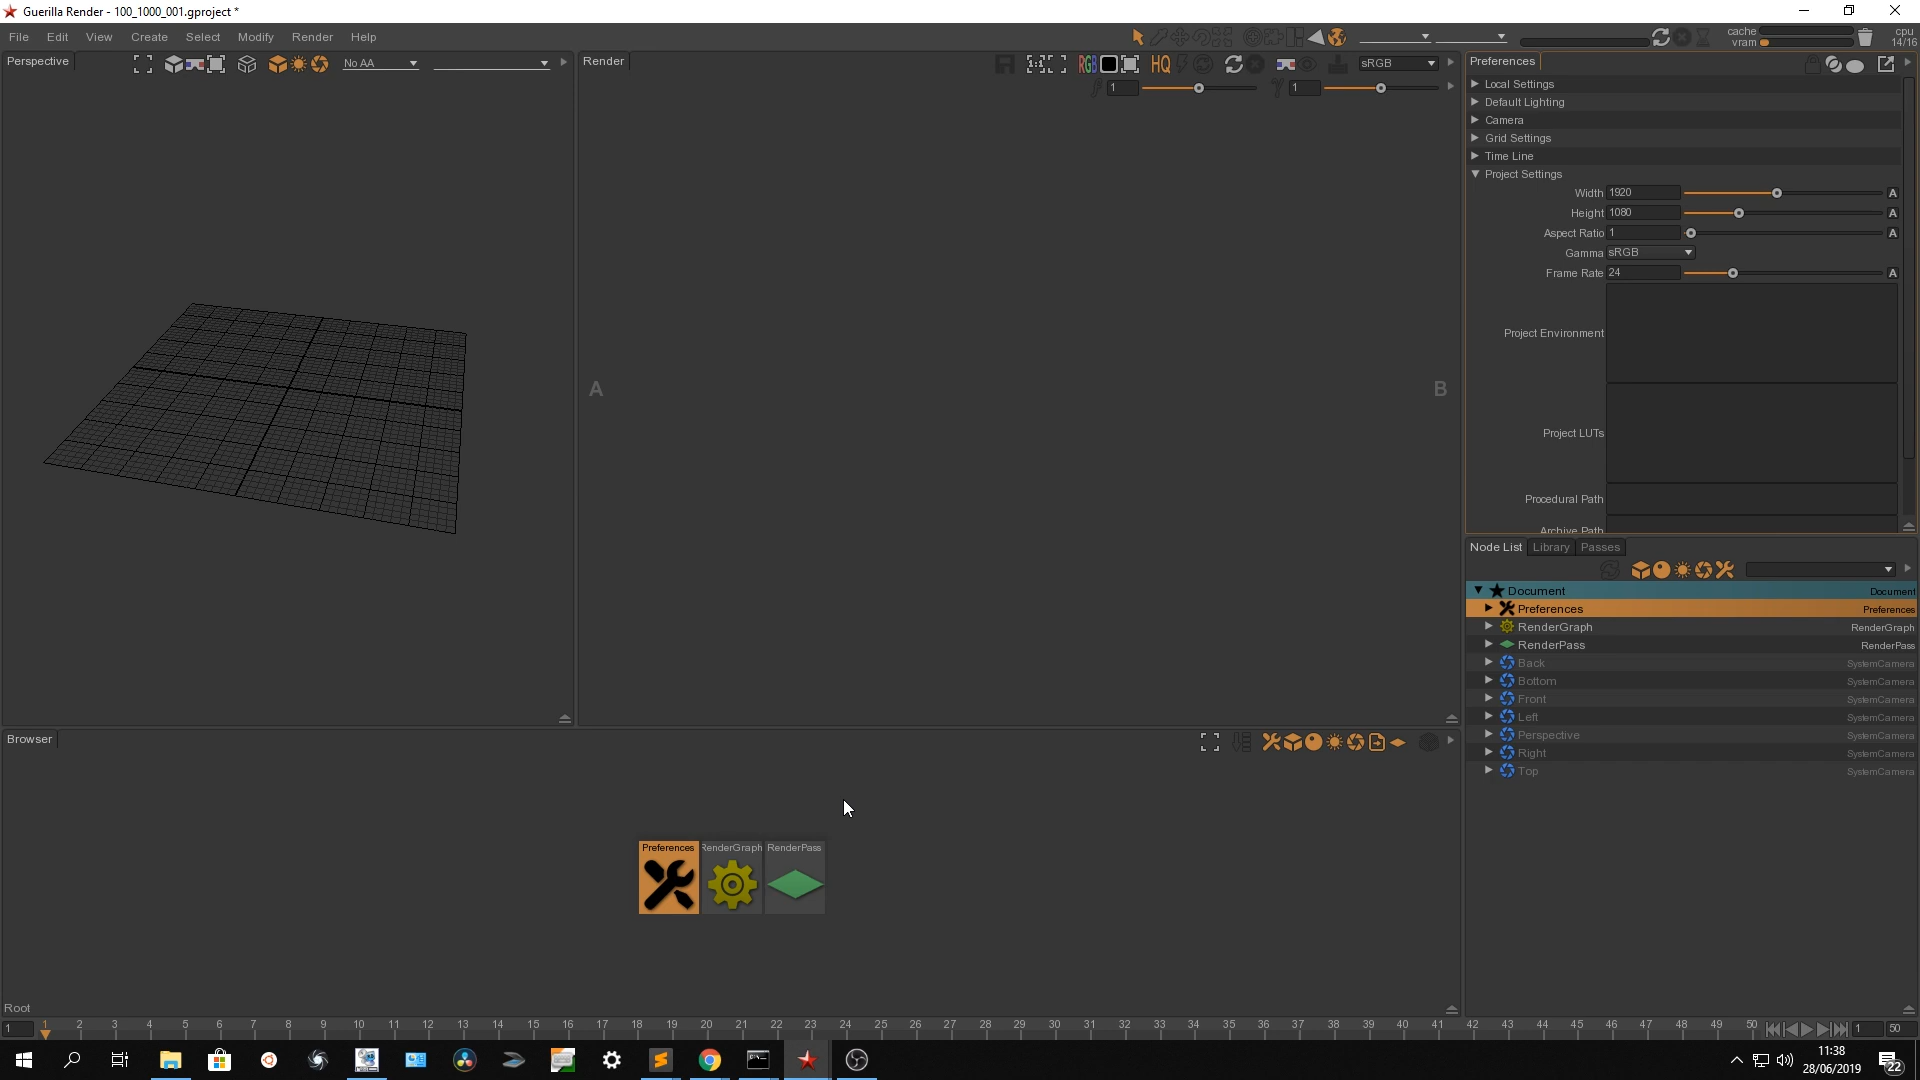 Guerilla Render - 100_1000_001.gproject *
File Edit View Create Select Modify Render Help
cache
vram
cpu
14/16
Perspective
No AA
Render
1:1
RGB
HQ
sRGB
1
1
A
B
Preferences
Local Settings
Default Lighting
Camera
Grid Settings
Time Line
Project Settings
Width 1920 A
Height 1080 A
Aspect Ratio 1 A
Gamma sRGB
Frame Rate 24 A
Project Environment
Project LUTs
Procedural Path
Archive Path
Node List Library Passes
Document Document
Preferences Preferences
RenderGraph RenderGraph
RenderPass RenderPass
Back SystemCamera
Bottom SystemCamera
Front SystemCamera
Left SystemCamera
Perspective SystemCamera
Right SystemCamera
Top SystemCamera
Browser
Preferences RenderGraph RenderPass
Root
1 1 2 3 4 5 6 7 8 9 10 11 12 13 14 15 16 17 18 19 20 21 22 23 24 25 26 27 28 29 30 31 32 33 34 35 36 37 38 39 40 41 42 43 44 45 46 47 48 49 50 1 50
11:38
28/06/2019
22